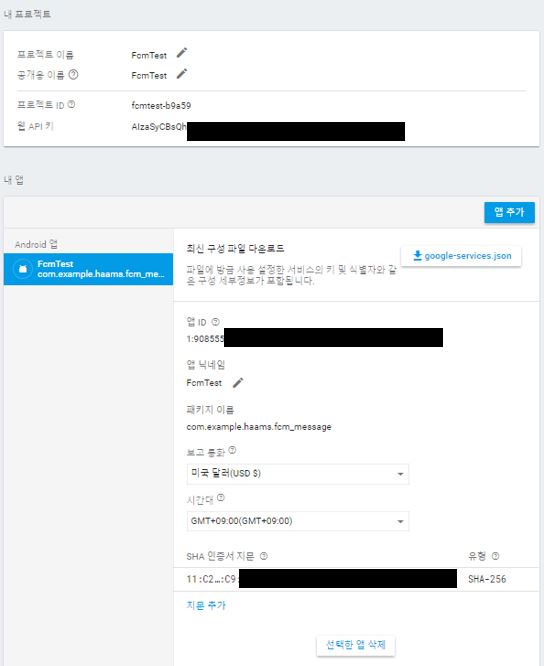 내 프로젝트
프로젝트 이름 FcmTest
공개용 이름 FcmTest
프로젝트 ID fcmtest-b9a59
웹 API 키 AIzaSyCBsQh
내 앱
앱 추가
Android 앱
FcmTest
com.example.haama.fcm_me...
최신 구성 파일 다운로드
google-services.json
파일에 방금 사용 설정한 서비스의 키 및 식별자와 같
은 구성 세부정보가 포함됩니다.
앱 ID
1:908555
앱 닉네임
FcmTest
패키지 이름
com.example.haams.fcm_message
보고 통화
미국 달러(USD $)
시간대
GMT+09:00(GMT+09:00)
SHA 인증서 지문 유형
11:C2…:C9: SHA-256
지문 추가
선택한 앱 삭제